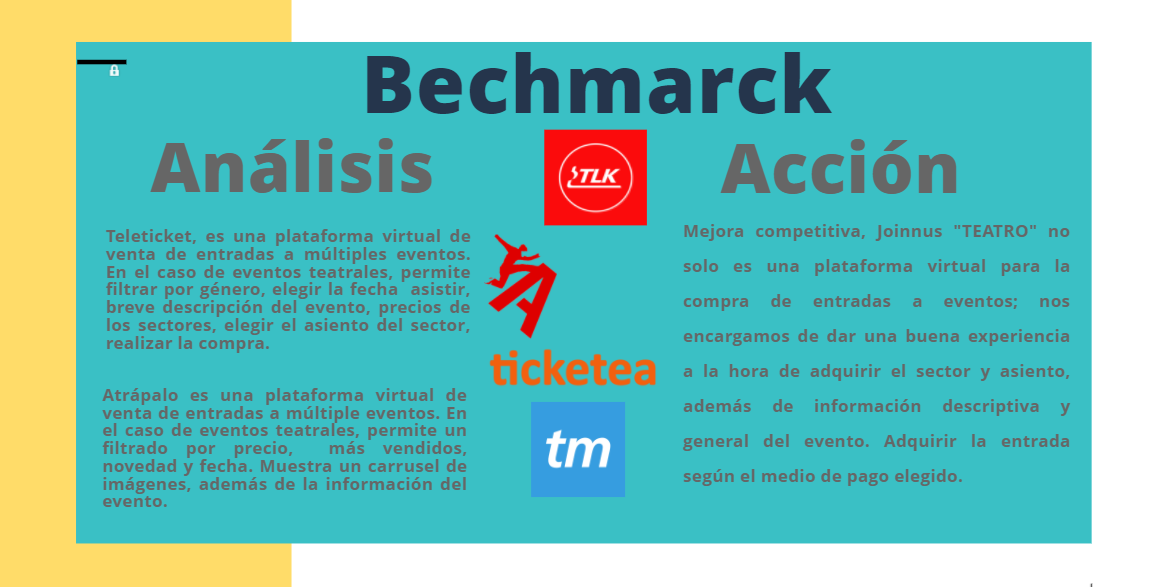 Bechmarck
Análisis
Teleticket, es una plataforma virtual de
venta de entradas a múltiples eventos.
En el caso de eventos teatrales, permite
filtrar por género, elegir la fecha asistir,
breve descripción del evento, precios de
los sectores, elegir el asiento del sector,
realizar la compra.
Atrápalo es una plataforma virtual de
venta de entradas a múltiple eventos. En
el caso de eventos teatrales, permite un
filtrado por precio, más vendidos,
novedad y fecha. Muestra un carrusel de
imágenes, además de la información del
evento.
TLK
A
ticketea
tm
Acción
Mejora competitiva, Joinnus "TEATRO" no
solo es una plataforma virtual para la
compra de entradas a eventos; nos
encargamos de dar una buena experiencia
a la hora de adquirir el sector y asiento,
además de información descriptiva y
general del evento. Adquirir la entrada
según el medio de pago elegido.